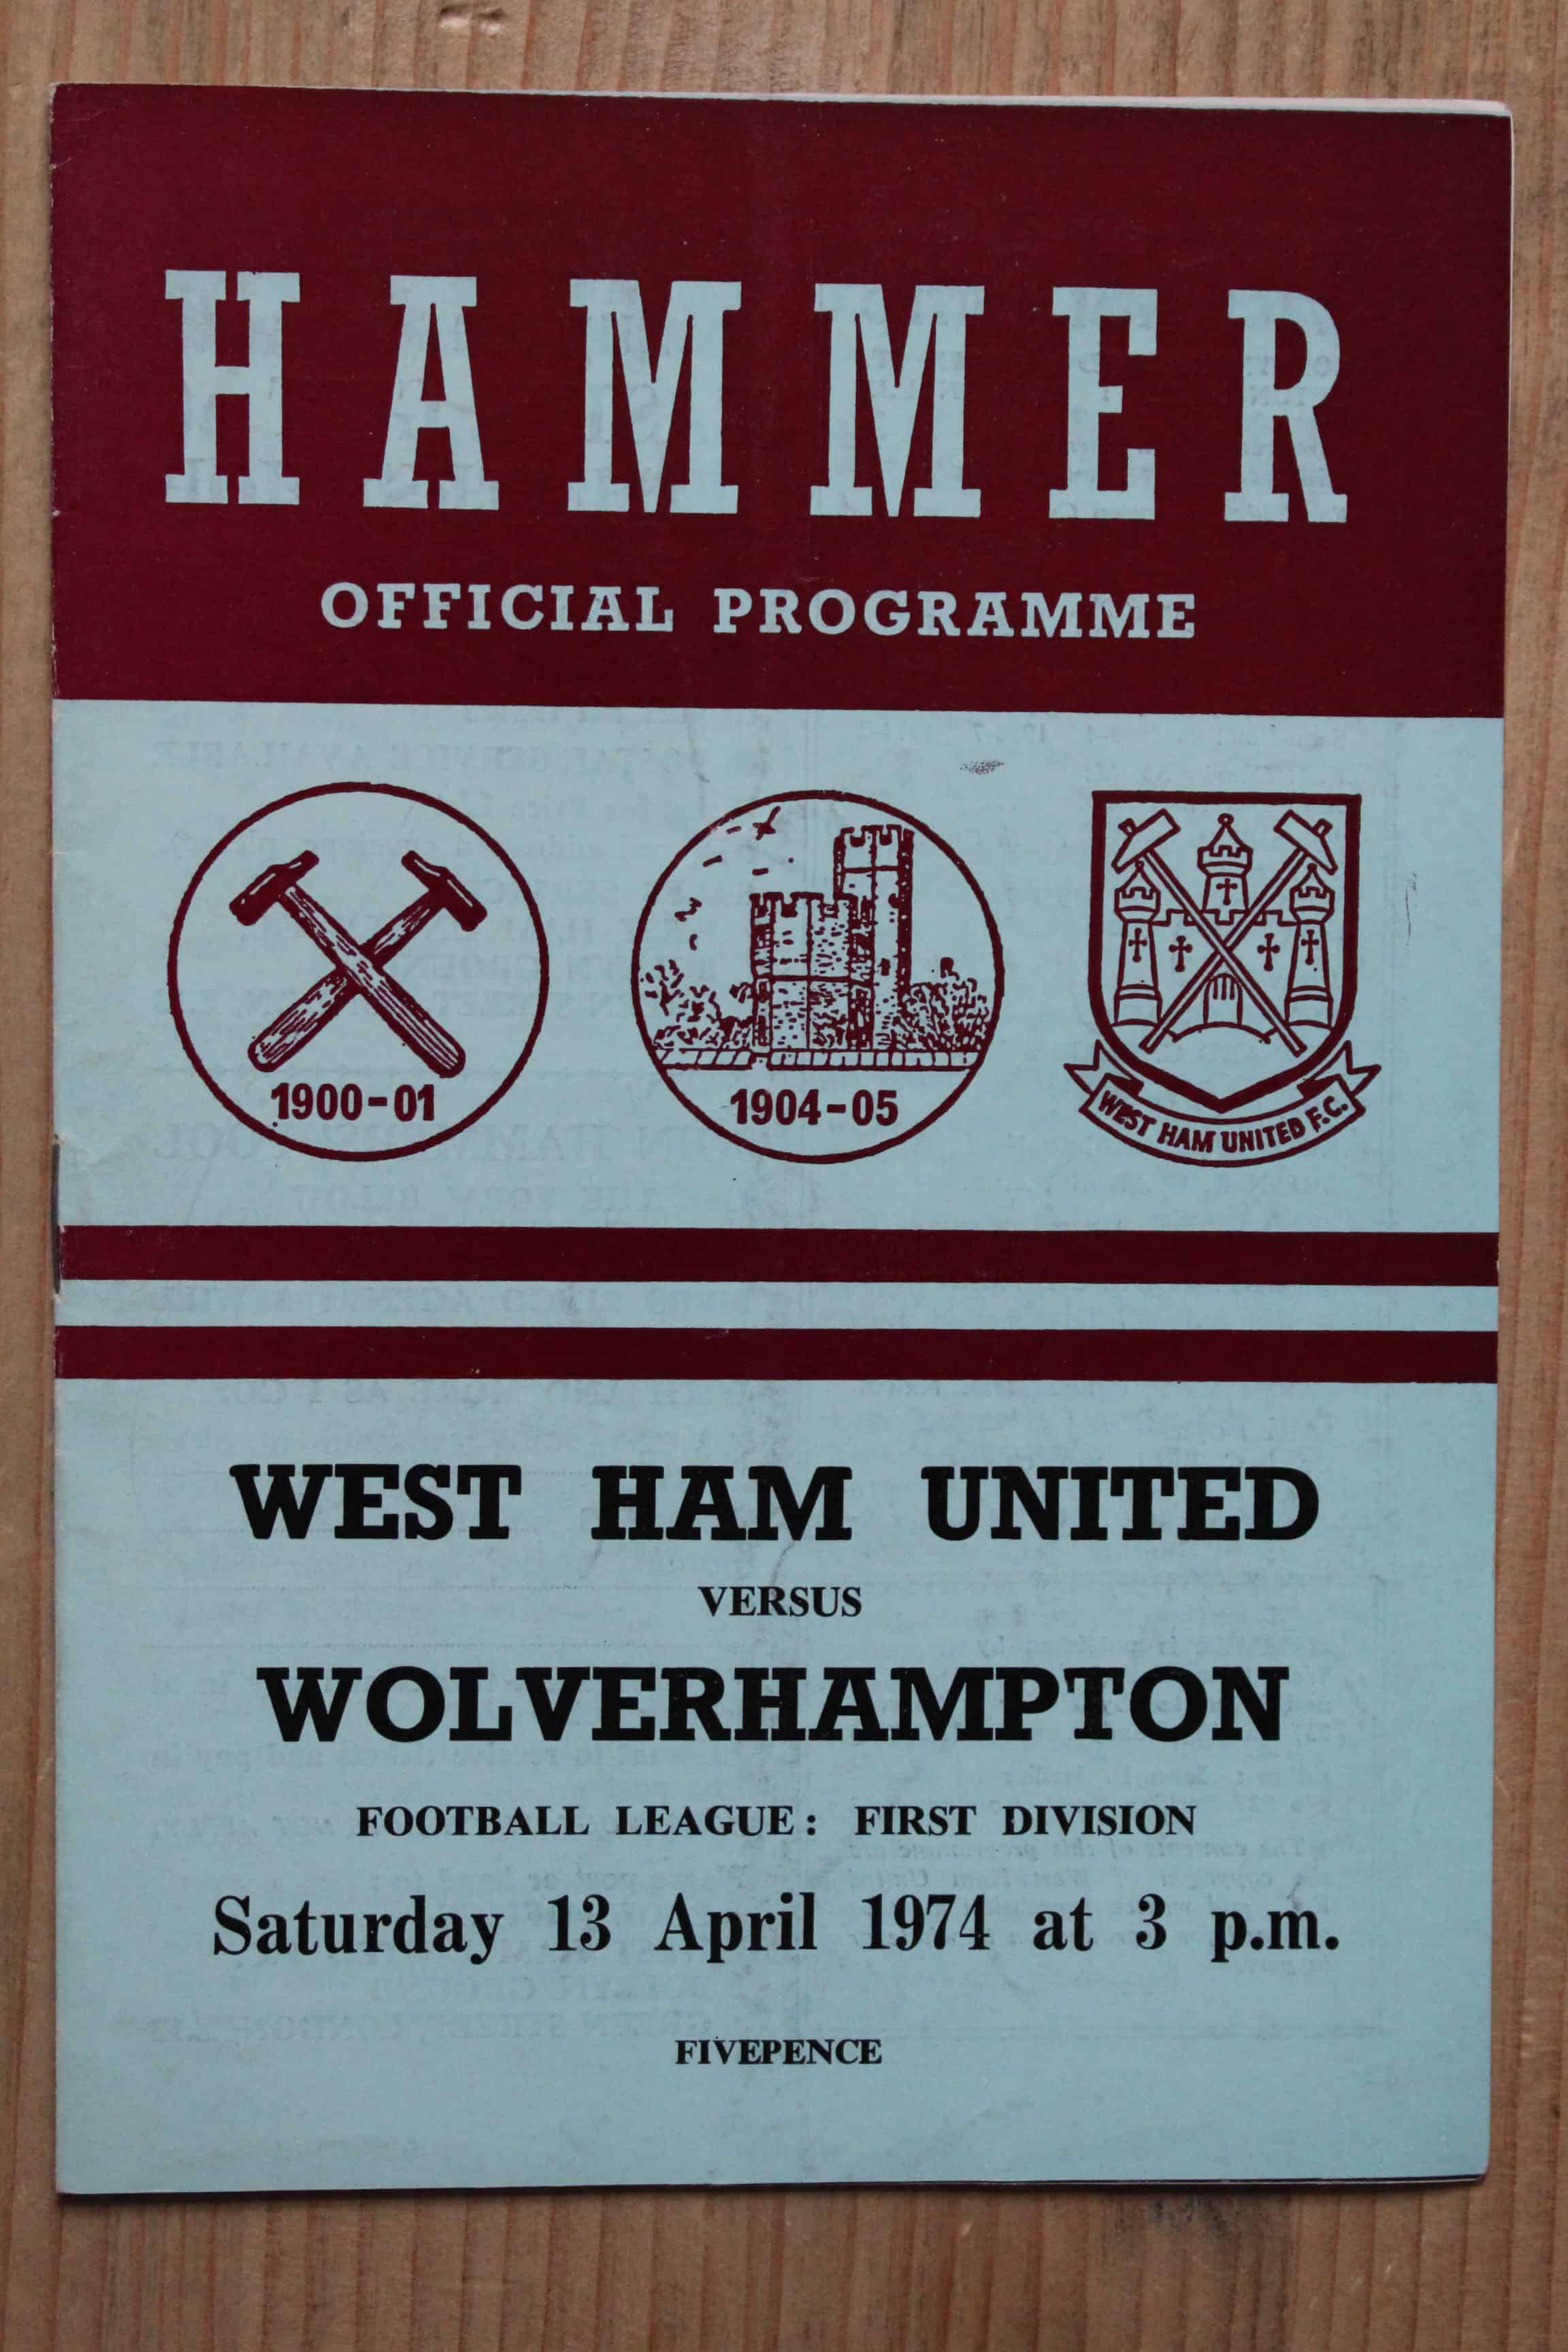 HAMMER
OFFICIAL PROGRAMME
1900-01
1904-05
WEST HAM UNITED F.C.
WEST HAM UNITED
VERSUS
WOLVERHAMPTON
FOOTBALL LEAGUE: FIRST DIVISION
Saturday 13 April 1974 at 3 p.m.
FIVEPENCE